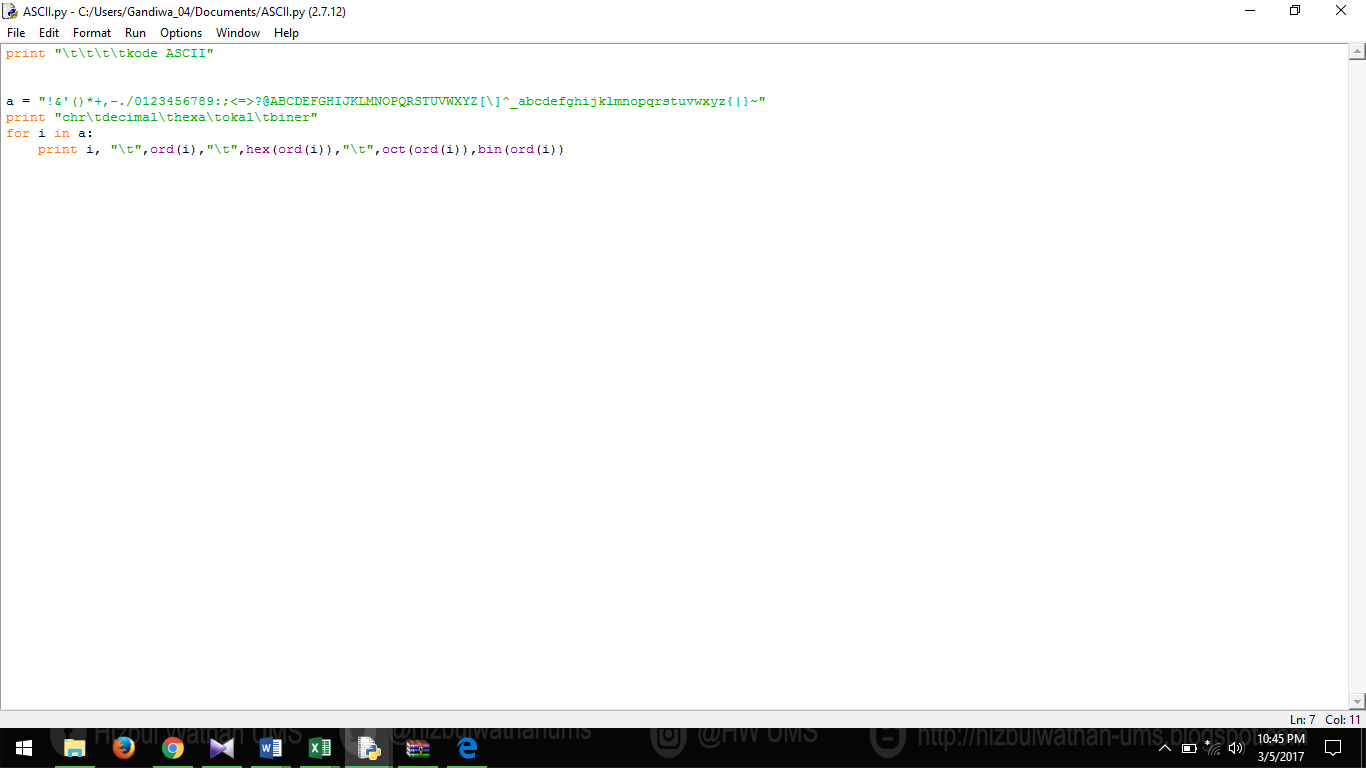 ASCII.py - C:/Users/Gandiwa_04/Documents/ASCII.py (2.7.12)
File Edit Format Run Options Window Help
print "\t\t\t\tkode ASCII"
a = "!&'()*+,-./0123456789:;<=>?@ABCDEFGHIJKLMNOPQRSTUVWXYZ[\]^_abcdefghijklmnopqrstuvwxyz{|}~"
print "chr\tdecimal\thexa\tokal\tbiner"
for i in a:
    print i, "\t",ord(i),"\t",hex(ord(i)),"\t",oct(ord(i)),bin(ord(i))
Ln: 7 Col: 11
@HW UMS
10:45 PM
3/5/2017